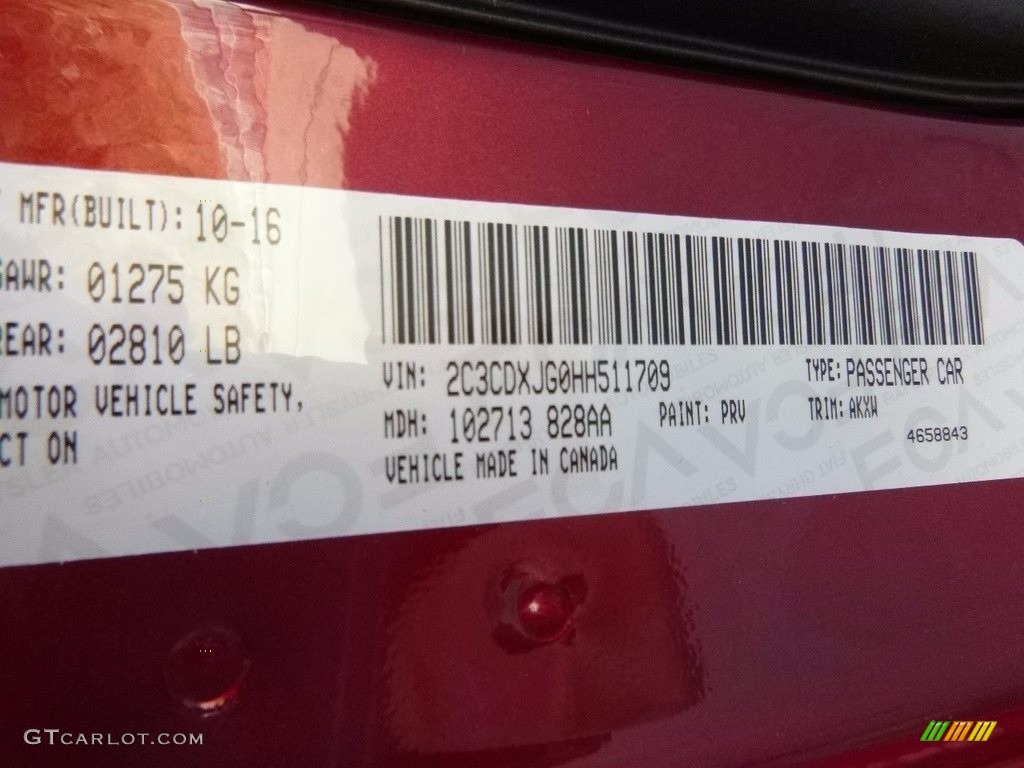 MFR(BUILT): 10-16
GAWR: 01275 KG
REAR: 02810 LB
MOTOR VEHICLE SAFETY,
CT ON
VIN: 2C3CDXJG0HH511709
TYPE: PASSENGER CAR
MDH: 102713 828AA
PAINT: PRV
TRIM: AKXW
VEHICLE MADE IN CANADA
4658843
GTCARLOT.COM